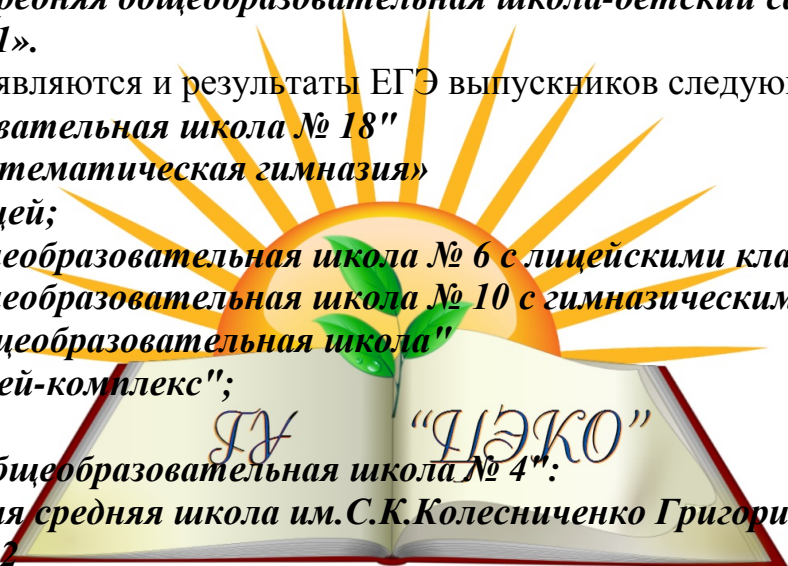 средняя общеобразовательная школа-детский са
1».
являются и результаты ЕГЭ выпускников следую
вательная школа № 18"
тематическая гимназия»
цей;
еобразовательная школа № 6 с лицейскими кла
еобразовательная школа № 10 с гимназическим
щеобразовательная школа"
ей-комплекс";
ГУ “ЦЭКО”
бщеобразовательная школа № 4":
ая средняя школа им.С.К.Колесниченко Григори
2